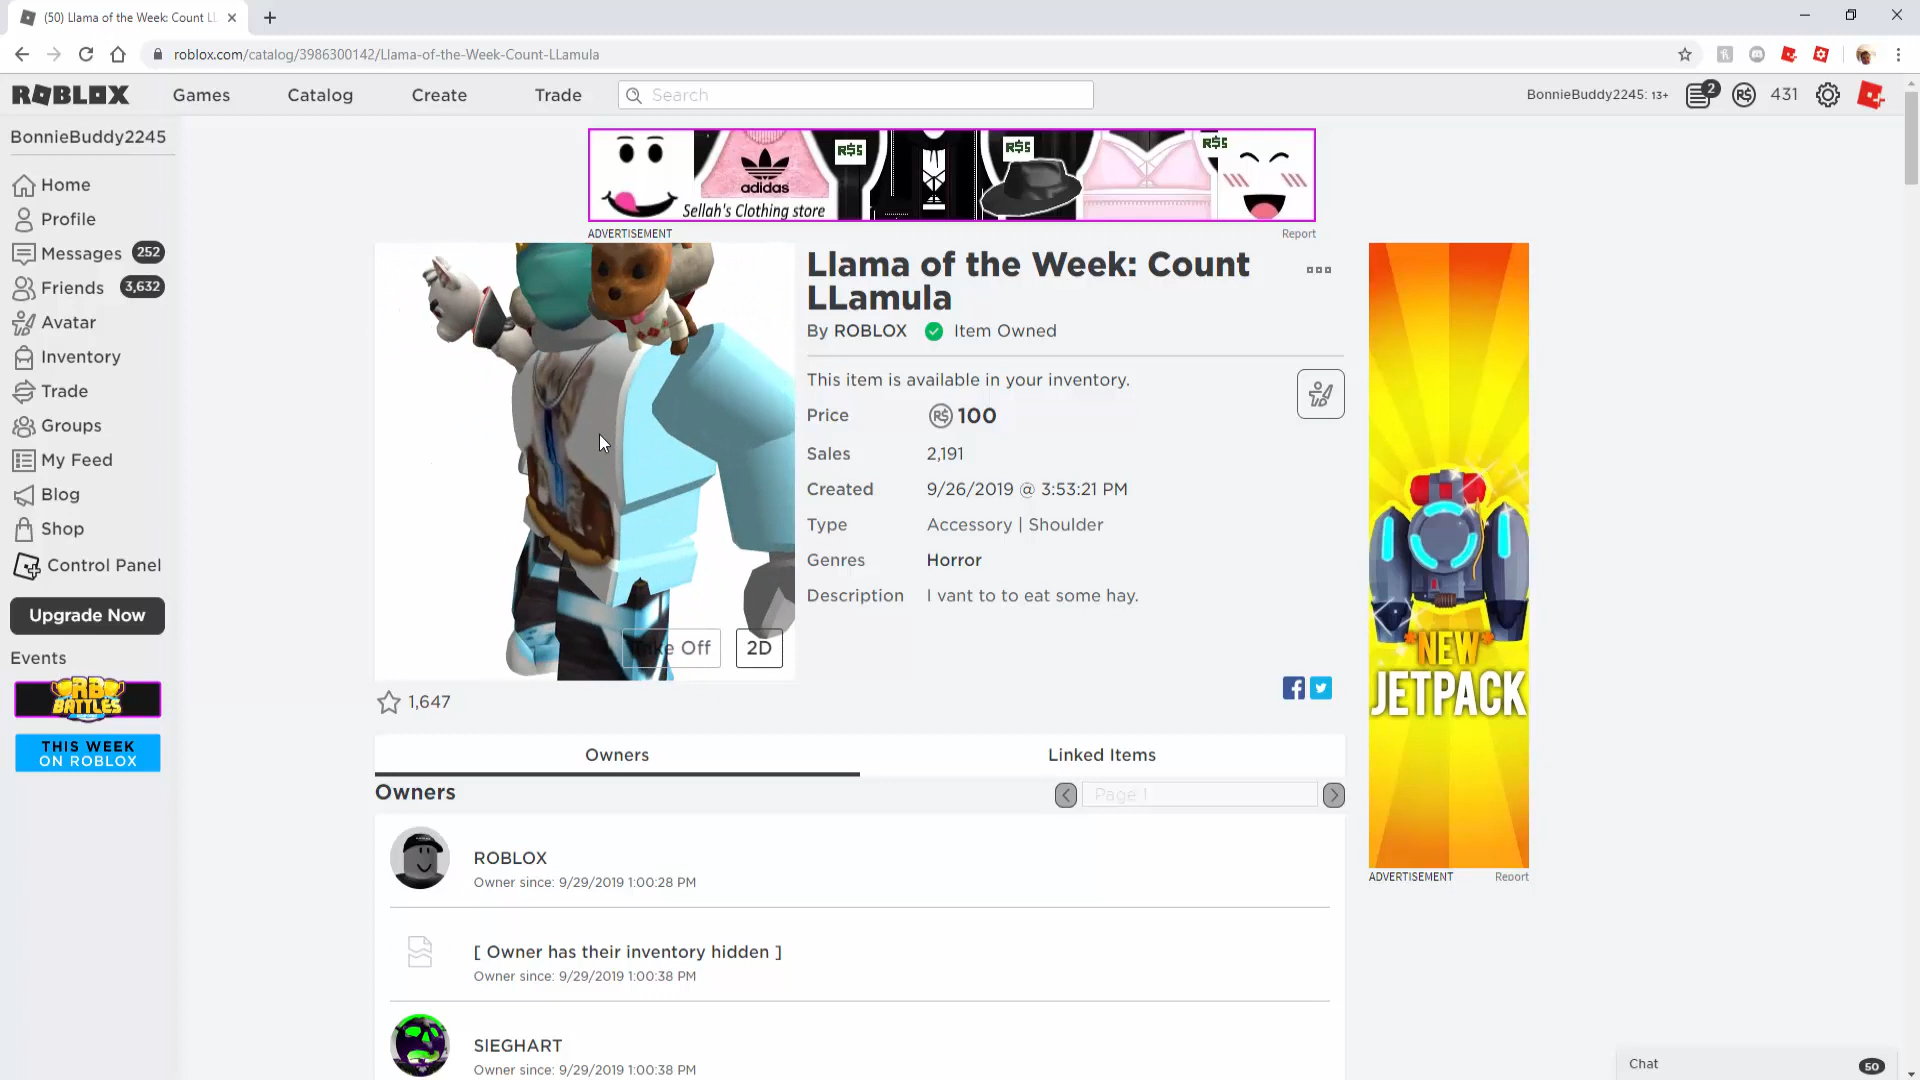 (50) Llama of the Week: Count LL
roblox.com/catalog/3986300142/Llama-of-the-Week-Count-LLamula
ROBLOX
Games
Catalog
Create
Trade
Search
BonnieBuddy2245: 13+
2
431
BonnieBuddy2245
Home
Profile
Messages 252
Friends 3,632
Avatar
Inventory
Trade
Groups
My Feed
Blog
Shop
Control Panel
Upgrade Now
Events
RB BATTLES
THIS WEEK
ON ROBLOX
adidas
Sellah's Clothing store
R$5
R$5
R$5
ADVERTISEMENT
Report
Llama of the Week: Count
LLamula
By ROBLOX
Item Owned
This item is available in your inventory.
Price
100
Sales
2,191
Created
9/26/2019 @ 3:53:21 PM
Type
Accessory | Shoulder
Genres
Horror
Description
I vant to to eat some hay.
Off
2D
1,647
Owners
Linked Items
Owners
Page 1
ROBLOX
Owner since: 9/29/2019 1:00:28 PM
[ Owner has their inventory hidden ]
Owner since: 9/29/2019 1:00:38 PM
SIEGHART
Owner since: 9/29/2019 1:00:38 PM
*NEW*
JETPACK
ADVERTISEMENT
Report
Chat
50